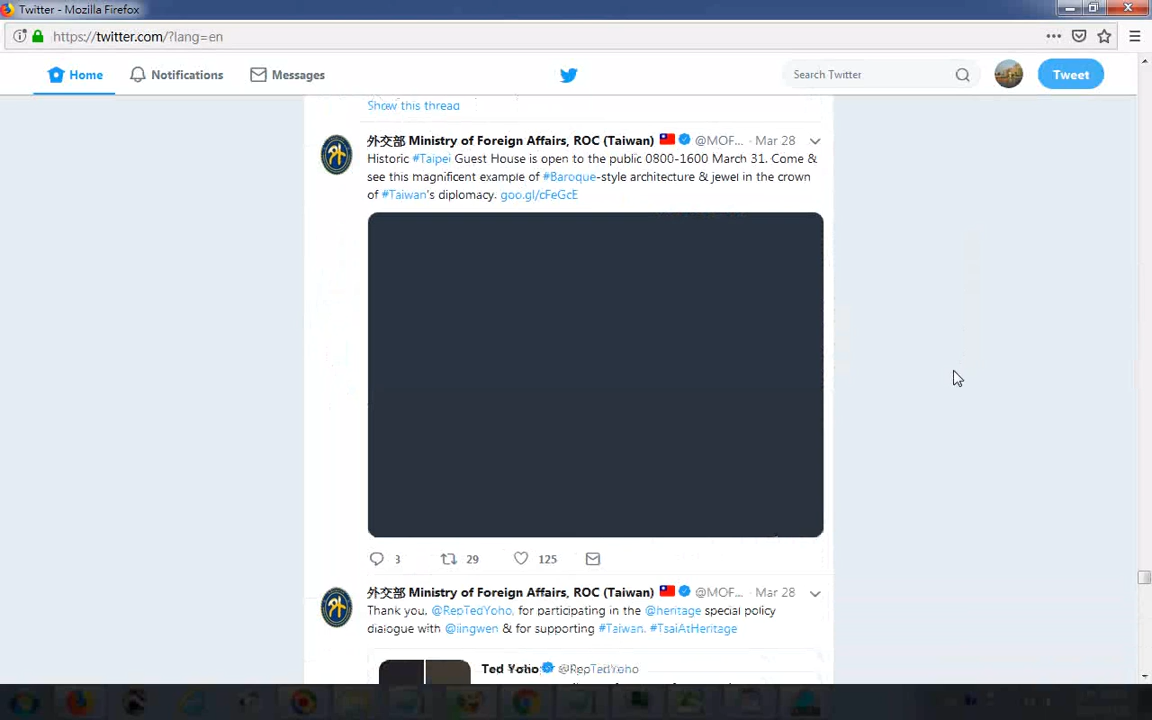 Twitter - Mozilla Firefox
https://twitter.com/?lang=en
Home Notifications Messages Search Twitter Tweet
Show this thread
外交部 Ministry of Foreign Affairs, ROC (Taiwan) @MOF... Mar 28
Historic #Taipei Guest House is open to the public 0800-1600 March 31. Come &
see this magnificent example of #Baroque-style architecture & jewel in the crown
of #Taiwan's diplomacy. goo.gl/cFeGcE
3 29 125
外交部 Ministry of Foreign Affairs, ROC (Taiwan) @MOF... Mar 28
Thank you, @RepTedYoho, for participating in the @heritage special policy
dialogue with @iingwen & for supporting #Taiwan. #TsaiAtHeritage
Ted Yoho @RepTedYoho